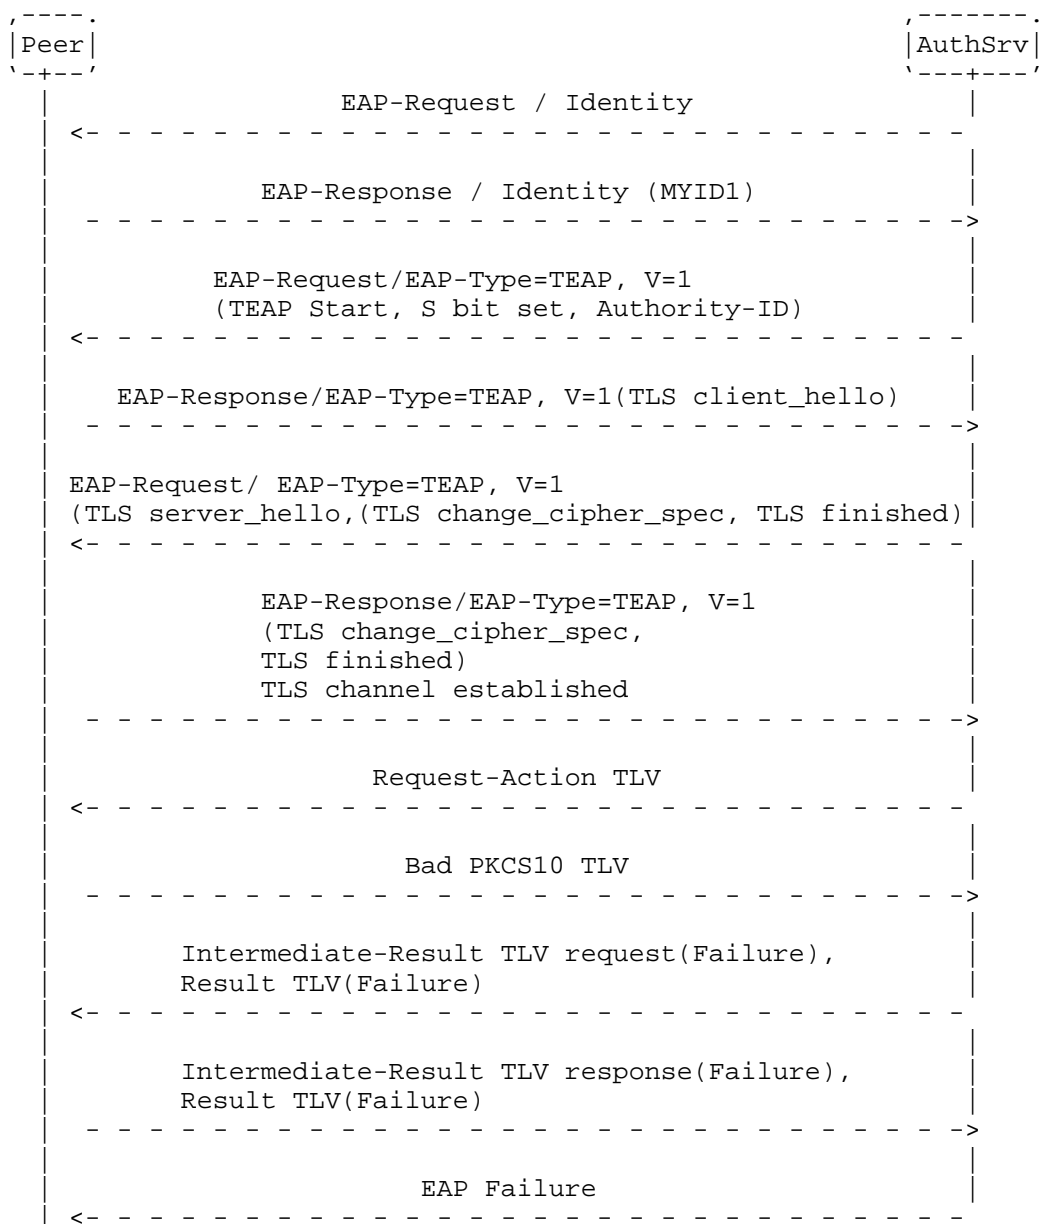 Peer AuthSrv
EAP-Request / Identity
EAP-Response / Identity (MYID1)
EAP-Request/EAP-Type=TEAP, V=1
(TEAP Start, S bit set, Authority-ID)
EAP-Response/EAP-Type=TEAP, V=1(TLS client_hello)
EAP-Request/ EAP-Type=TEAP, V=1
(TLS server_hello,(TLS change_cipher_spec, TLS finished)
EAP-Response/EAP-Type=TEAP, V=1
(TLS change_cipher_spec,
TLS finished)
TLS channel established
Request-Action TLV
Bad PKCS10 TLV
Intermediate-Result TLV request(Failure),
Result TLV(Failure)
Intermediate-Result TLV response(Failure),
Result TLV(Failure)
EAP Failure